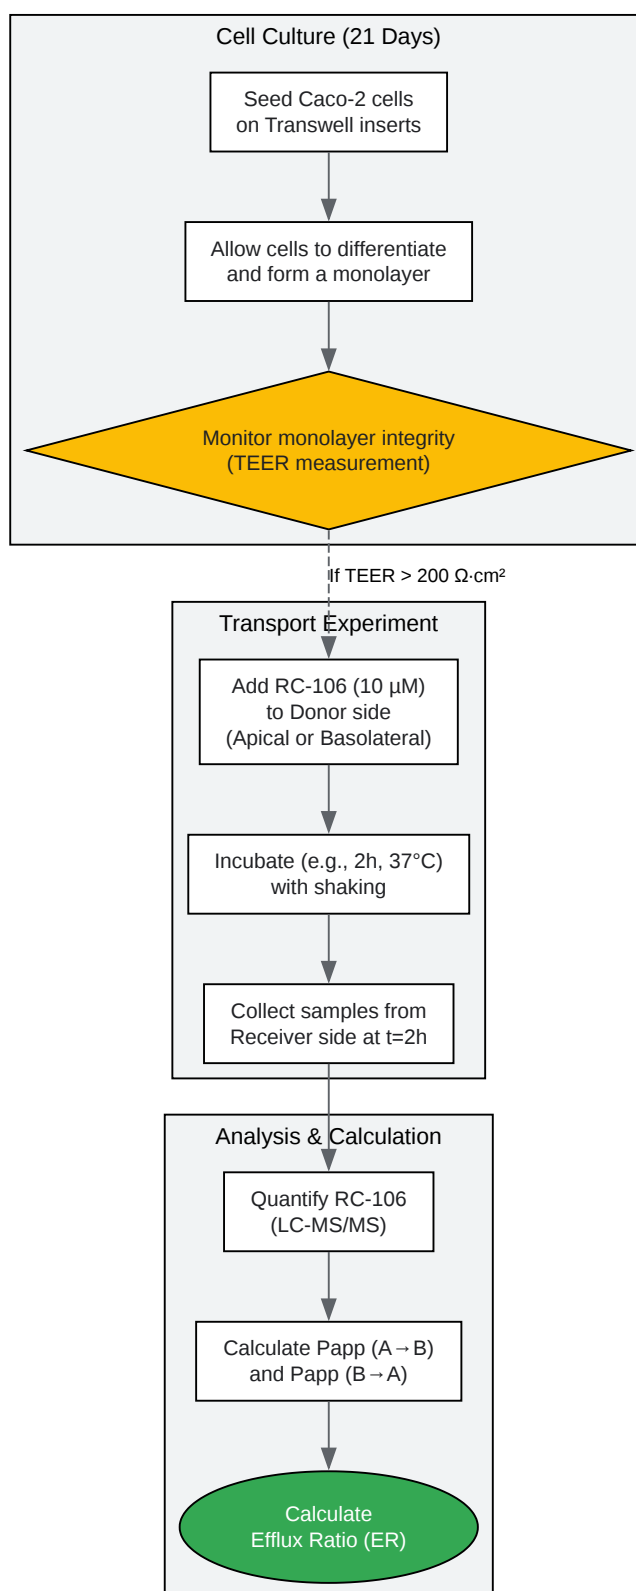 Cell Culture (21 Days)
Seed Caco-2 cells
on Transwell inserts
Allow cells to differentiate
and form a monolayer
Monitor monolayer integrity
(TEER measurement)
If TEER > 200 Ω·cm²
Transport Experiment
Add RC-106 (10 µM)
to Donor side
(Apical or Basolateral)
Incubate (e.g., 2h, 37°C)
with shaking
Collect samples from
Receiver side at t=2h
Analysis & Calculation
Quantify RC-106
(LC-MS/MS)
Calculate Papp (A→B)
and Papp (B→A)
Calculate
Efflux Ratio (ER)